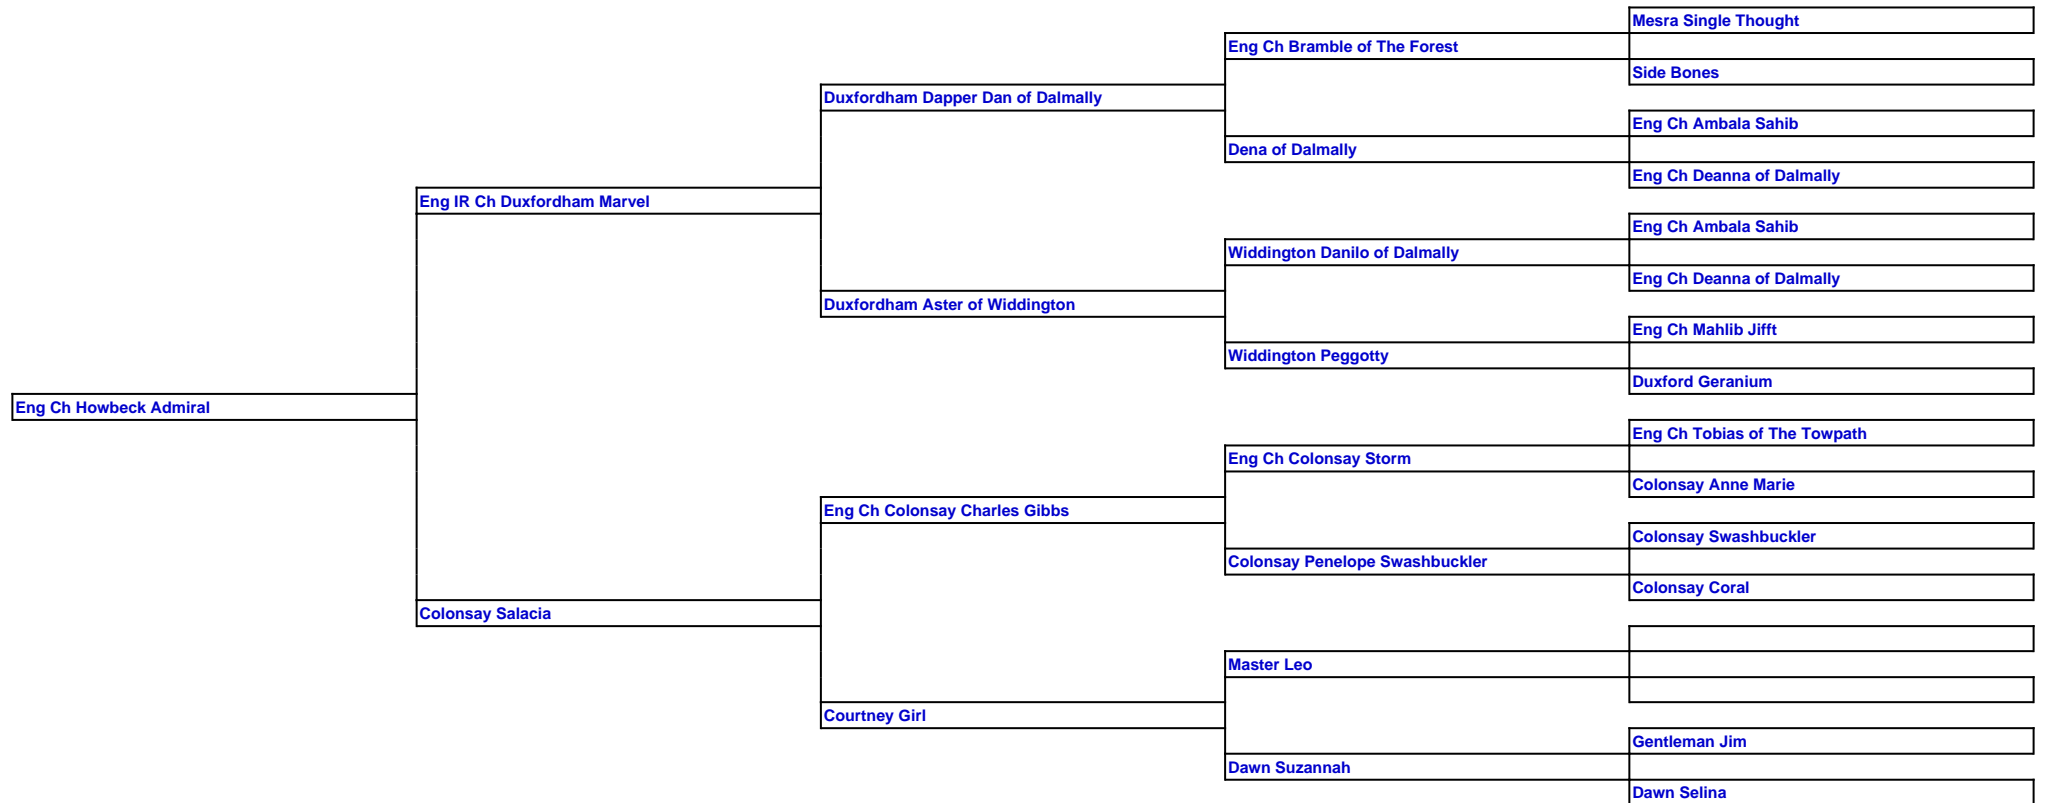 Mesra Single Thought
Eng Ch Bramble of The Forest
Side Bones
Duxfordham Dapper Dan of Dalmally
Eng Ch Ambala Sahib
Dena of Dalmally
Eng Ch Deanna of Dalmally
Eng IR Ch Duxfordham Marvel
Eng Ch Ambala Sahib
Widdington Danilo of Dalmally
Eng Ch Deanna of Dalmally
Duxfordham Aster of Widdington
Eng Ch Mahlib Jifft
Widdington Peggotty
Duxford Geranium
Eng Ch Howbeck Admiral
Eng Ch Tobias of The Towpath
Eng Ch Colonsay Storm
Colonsay Anne Marie
Eng Ch Colonsay Charles Gibbs
Colonsay Swashbuckler
Colonsay Penelope Swashbuckler
Colonsay Coral
Colonsay Salacia
Master Leo
Courtney Girl
Gentleman Jim
Dawn Suzannah
Dawn Selina